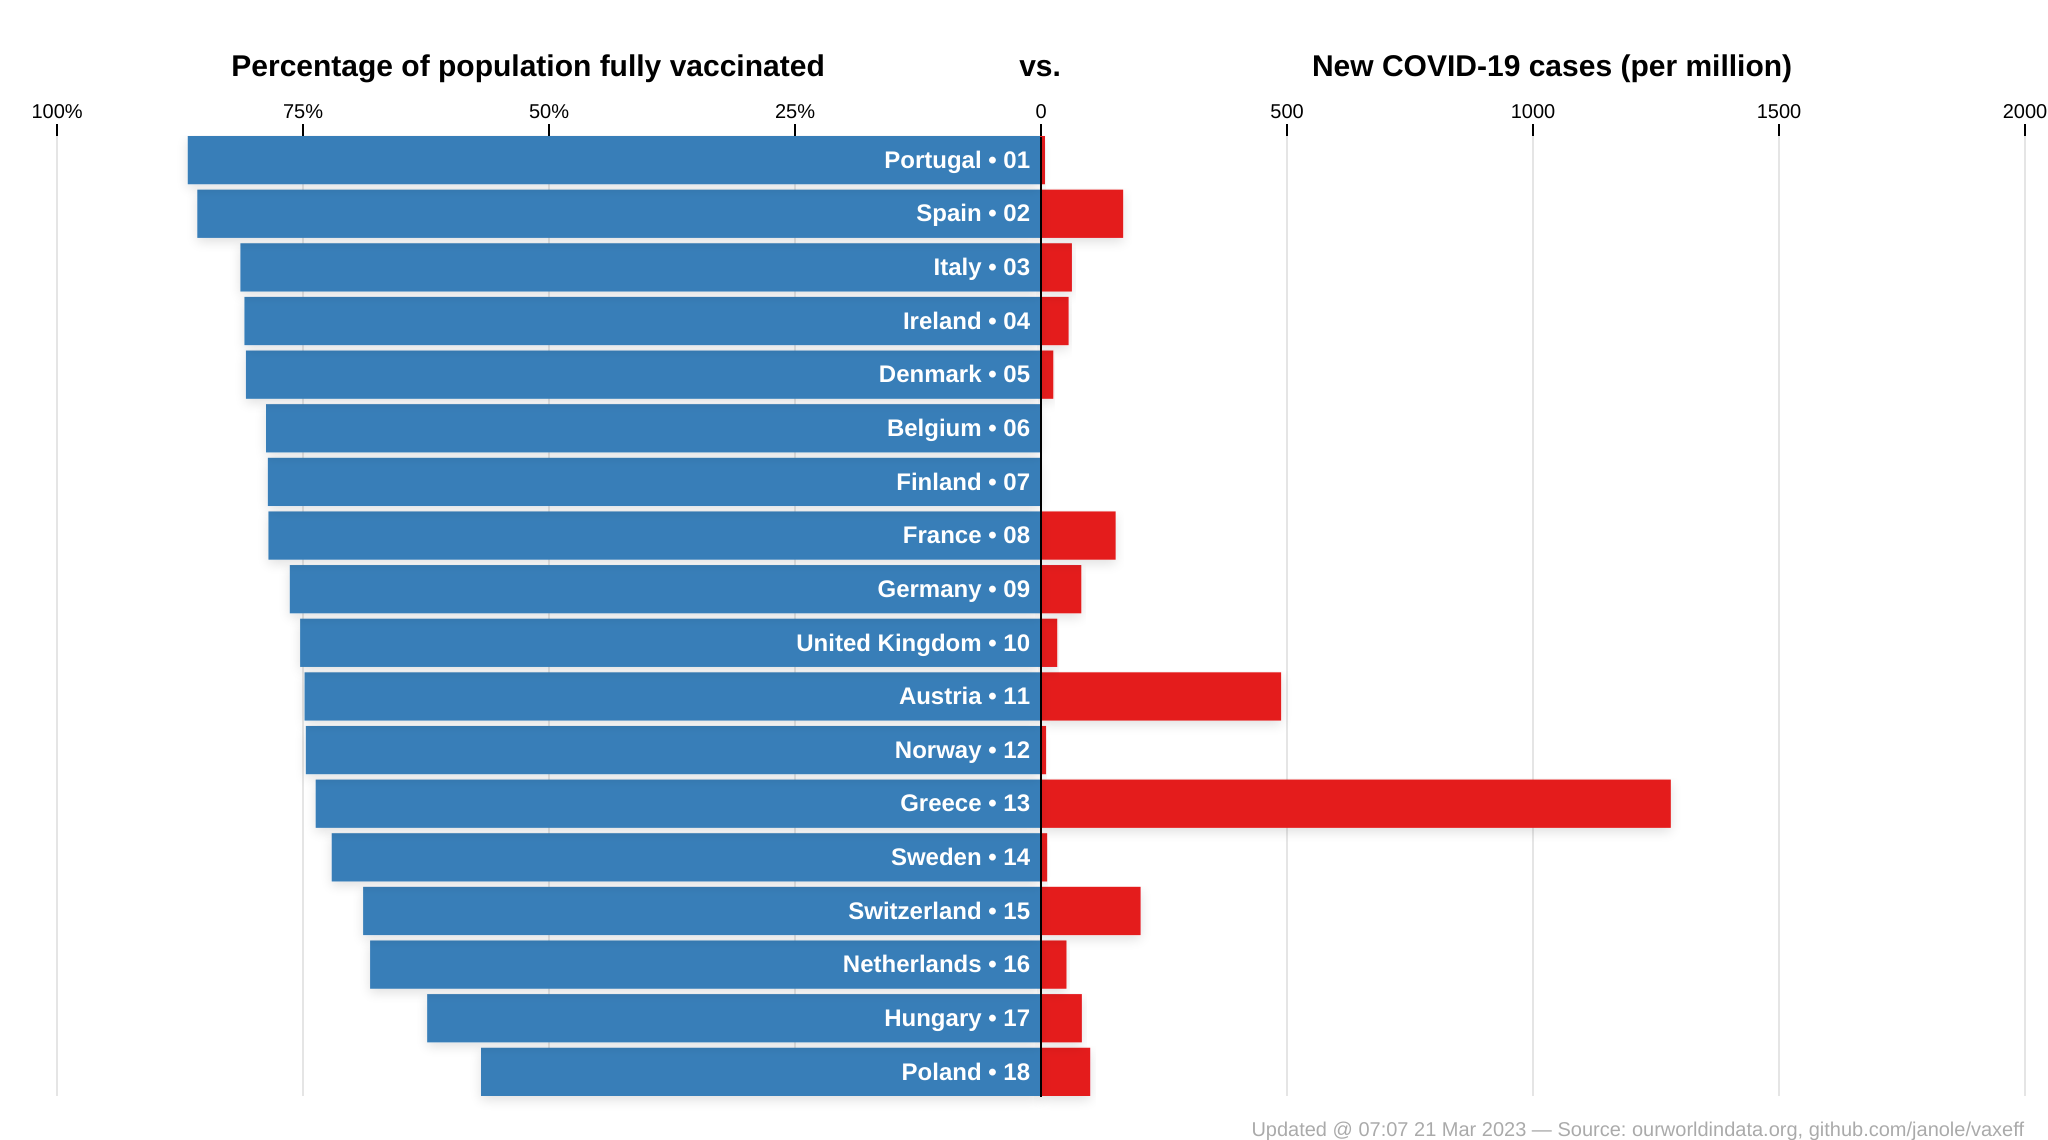 Percentage of population fully vaccinated vs. New COVID-19 cases (per million)
100% 75% 50% 25% 0 500 1000 1500 2000
Portugal • 01
Spain • 02
Italy • 03
Ireland • 04
Denmark • 05
Belgium • 06
Finland • 07
France • 08
Germany • 09
United Kingdom • 10
Austria • 11
Norway • 12
Greece • 13
Sweden • 14
Switzerland • 15
Netherlands • 16
Hungary • 17
Poland • 18
Updated @ 07:07 21 Mar 2023 — Source: ourworldindata.org, github.com/janole/vaxeff